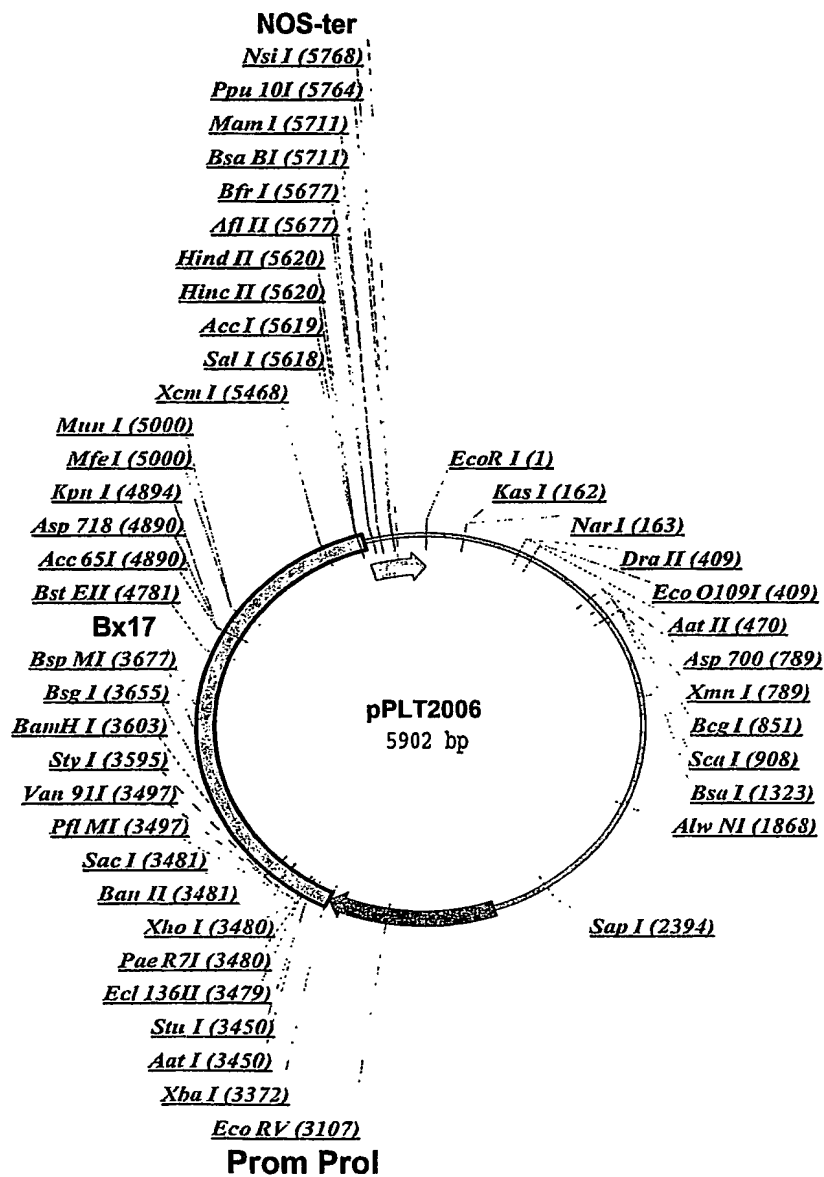 NOS-ter
Nsi I (5768)
Ppu 10I (5764)
Mam I (5711)
Bsa BI (5711)
Bfr I (5677)
Afl II (5677)
Hind II (5620)
Hinc II (5620)
Acc I (5619)
Sal I (5618)
Xcm I (5468)
Mun I (5000)
Mfe I (5000)
Kpn I (4894)
Asp 718 (4890)
Acc 65I (4890)
Bst EII (4781)
Bx17
Bsp MI (3677)
Bsg I (3655)
BamH I (3603)
Sty I (3595)
Van 91I (3497)
Pfl MI (3497)
Sac I (3481)
Ban II (3481)
Xho I (3480)
Pae R7I (3480)
Ecl 136II (3479)
Stu I (3450)
Aat I (3450)
Xba I (3372)
Eco RV (3107)
Prom Prol
EcoR I (1)
Kas I (162)
Nar I (163)
Dra II (409)
Eco O109I (409)
Aat II (470)
Asp 700 (789)
Xmn I (789)
Bcg I (851)
Sca I (908)
Bsa I (1323)
Alw NI (1868)
Sap I (2394)
pPLT2006
5902 bp